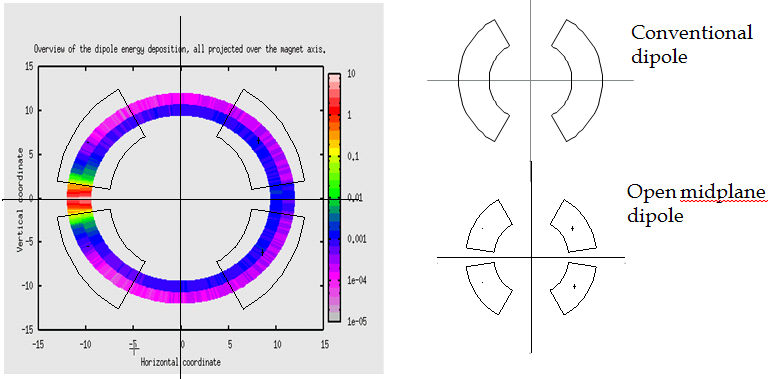 Overview of the dipole energy deposition, all projected over the magnet axis.
15
10
5
0
-5
-10
-15
Vertical coordinate
-15
-10
-5
0
5
10
15
Horizontal coordinate
10
1
0.1
0.01
0.001
1e-04
1e-05
Conventional
dipole
Open midplane
dipole